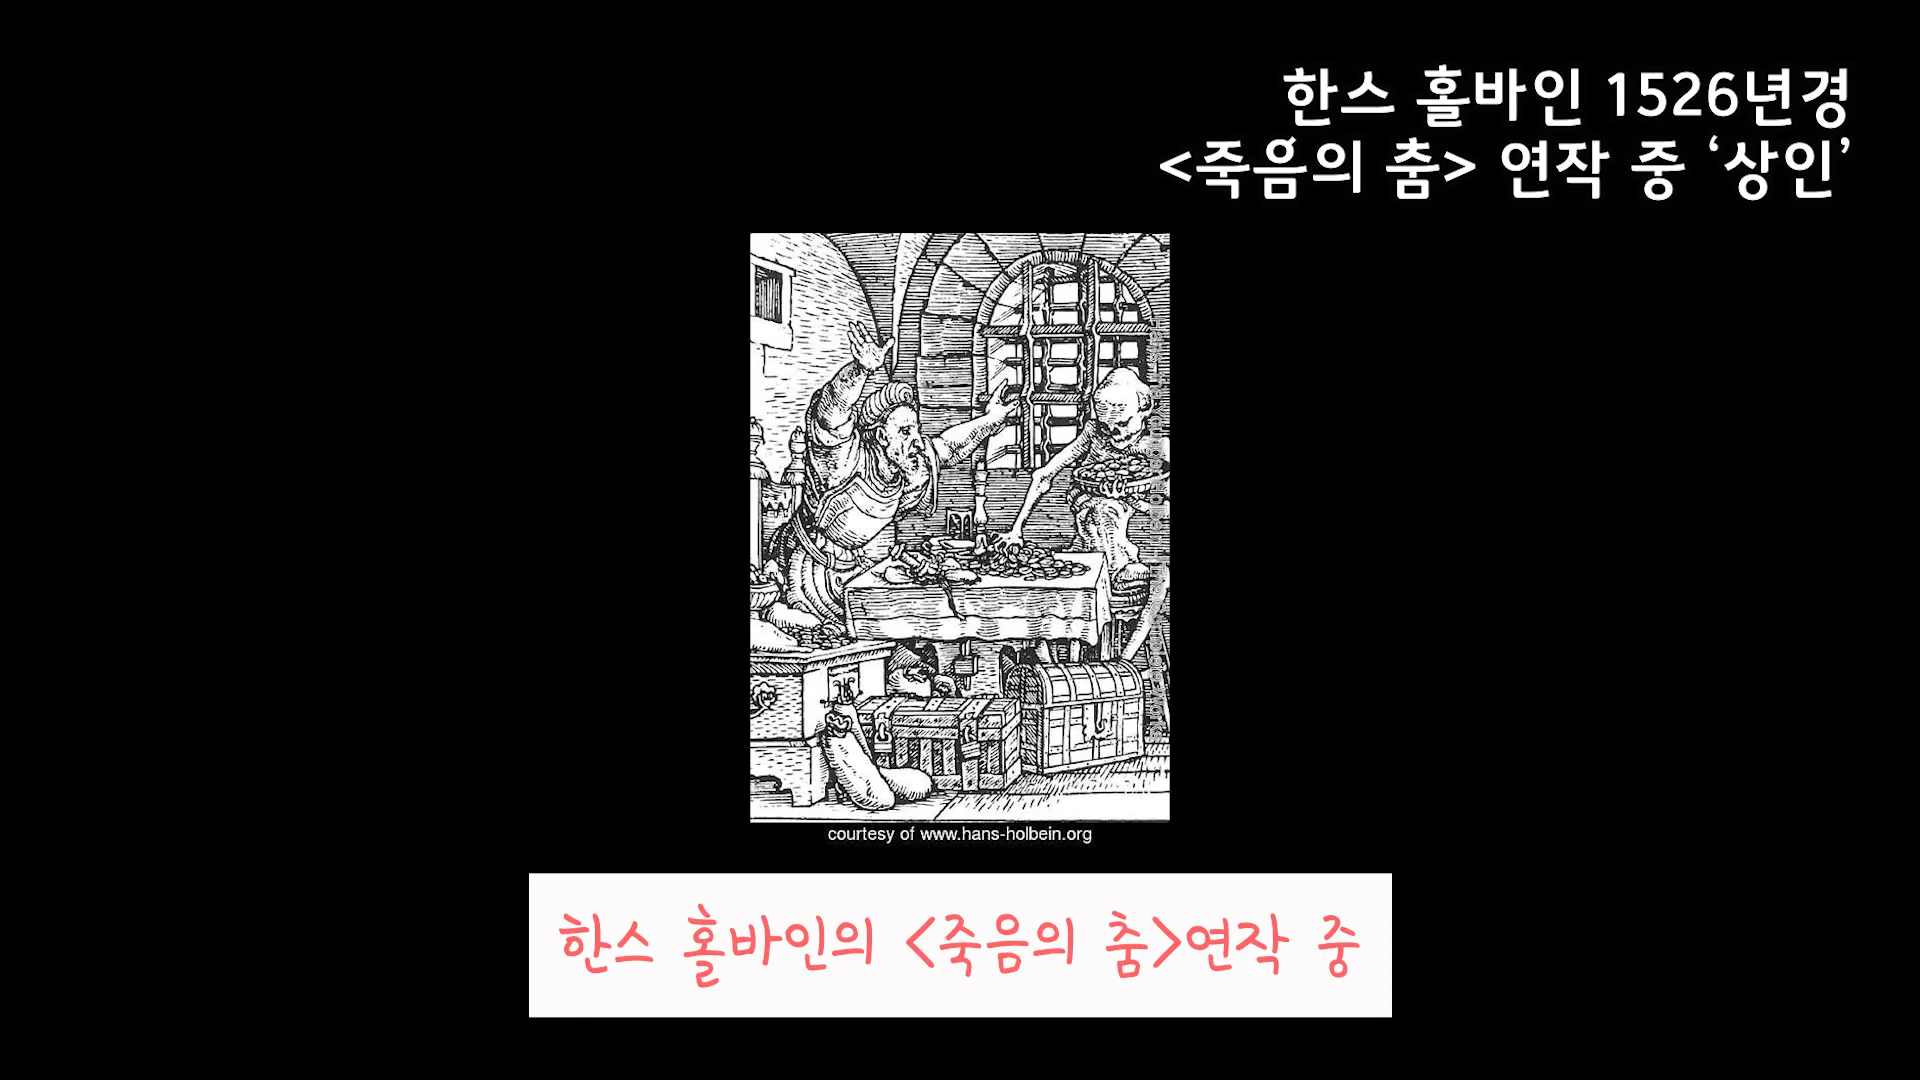 한스 홀바인 1526년경
<죽음의 춤> 연작 중 ‘상인’
courtesy of www.hans-holbein.org
한스 홀바인의 <죽음의 춤>연작 중